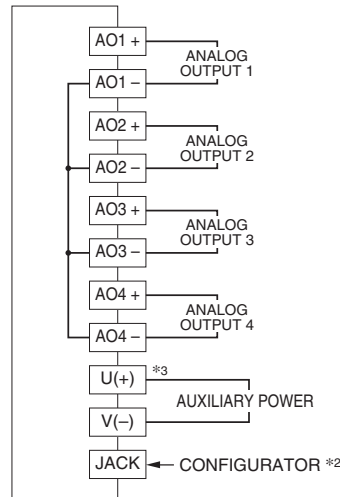 AO1 +
ANALOG
OUTPUT 1
AO1 –
AO2 +
ANALOG
OUTPUT 2
AO2 –
AO3 +
ANALOG
OUTPUT 3
AO3 –
AO4 +
ANALOG
OUTPUT 4
AO4 –
U(+) *3
AUXILIARY POWER
V(–)
JACK CONFIGURATOR *2